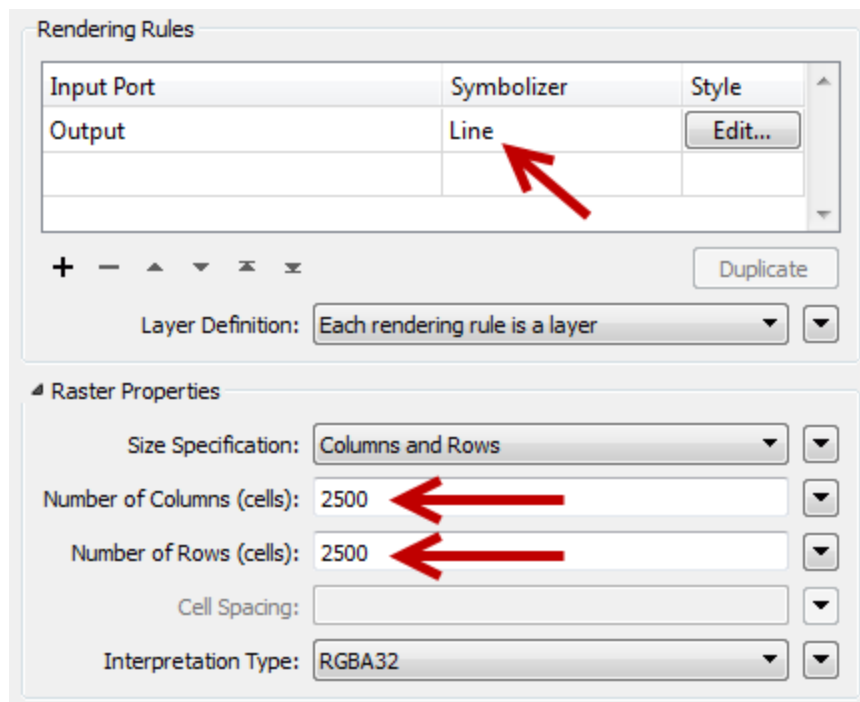 Rendering Rules
Input Port Symbolizer Style
Output Line Edit...
Duplicate
Layer Definition: Each rendering rule is a layer
Raster Properties
Size Specification: Columns and Rows
Number of Columns (cells): 2500
Number of Rows (cells): 2500
Cell Spacing:
Interpretation Type: RGBA32